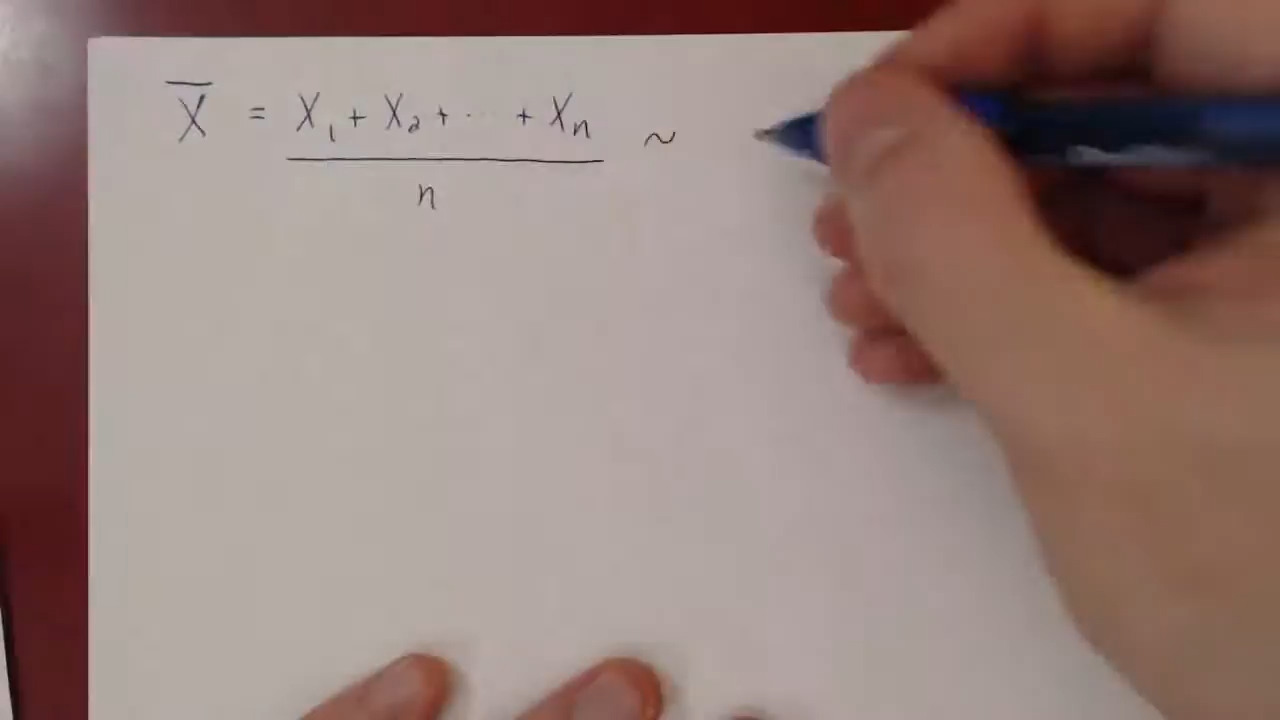 X̄ = X₁ + X₂ + ⋯ + Xₙ ~
n